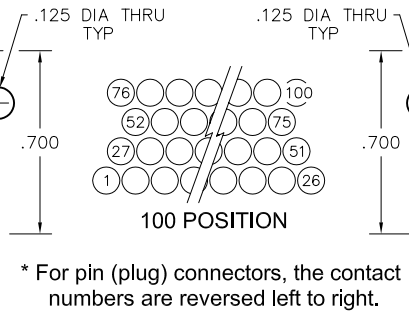 .125 DIA THRU
TYP
.125 DIA THRU
TYP
76 100
52 75
.700
27 51
.700
1 26
100 POSITION
* For pin (plug) connectors, the contact
numbers are reversed left to right.